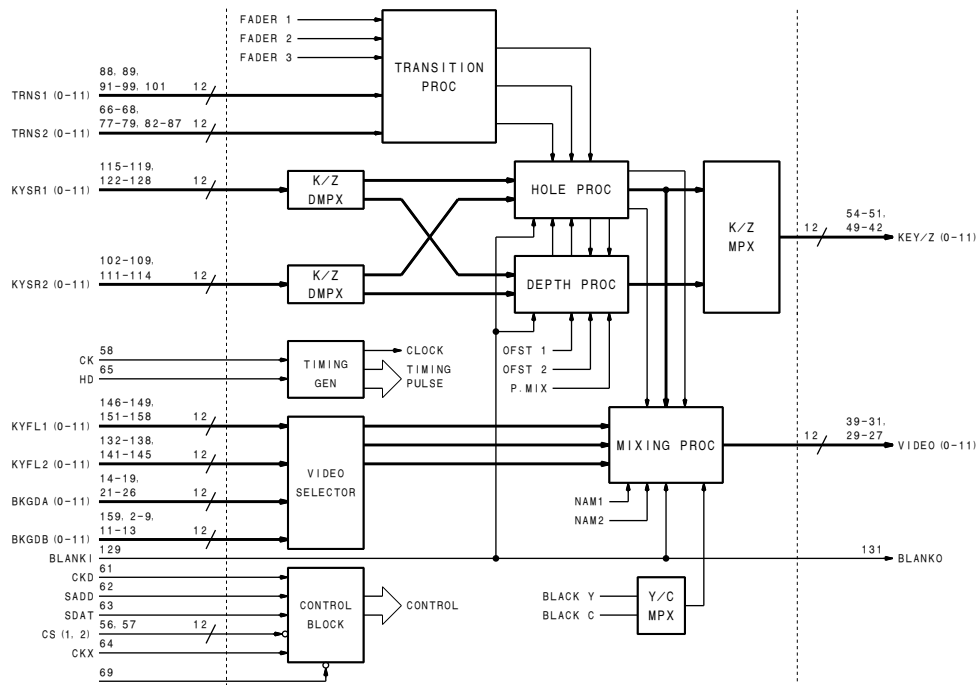 FADER 1
FADER 2
FADER 3
TRANSITION
PROC
88, 89,
91-99, 101
12
TRNS1 (0-11)
66-68,
77-79, 82-87
12
TRNS2 (0-11)
115-119,
122-128
12
KYSR1 (0-11)
K/Z
DMPX
HOLE PROC
102-109,
111-114
12
KYSR2 (0-11)
K/Z
DMPX
DEPTH PROC
K/Z
MPX
12
54-51,
49-42
KEY/Z (0-11)
OFST 1
OFST 2
P.MIX
58
CK
65
HD
TIMING
GEN
CLOCK
TIMING
PULSE
146-149,
151-158
12
KYFL1 (0-11)
132-138,
141-145
12
KYFL2 (0-11)
14-19,
21-26
12
BKGDA (0-11)
159, 2-9,
11-13
12
BKGDB (0-11)
VIDEO
SELECTOR
MIXING PROC
12
39-31,
29-27
VIDEO (0-11)
NAM1
NAM2
129
BLANKI
131
BLANKO
61
CKD
62
SADD
63
SDAT
56, 57
12
CS (1, 2)
64
CKX
69
CONTROL
BLOCK
CONTROL
BLACK Y
BLACK C
Y/C
MPX